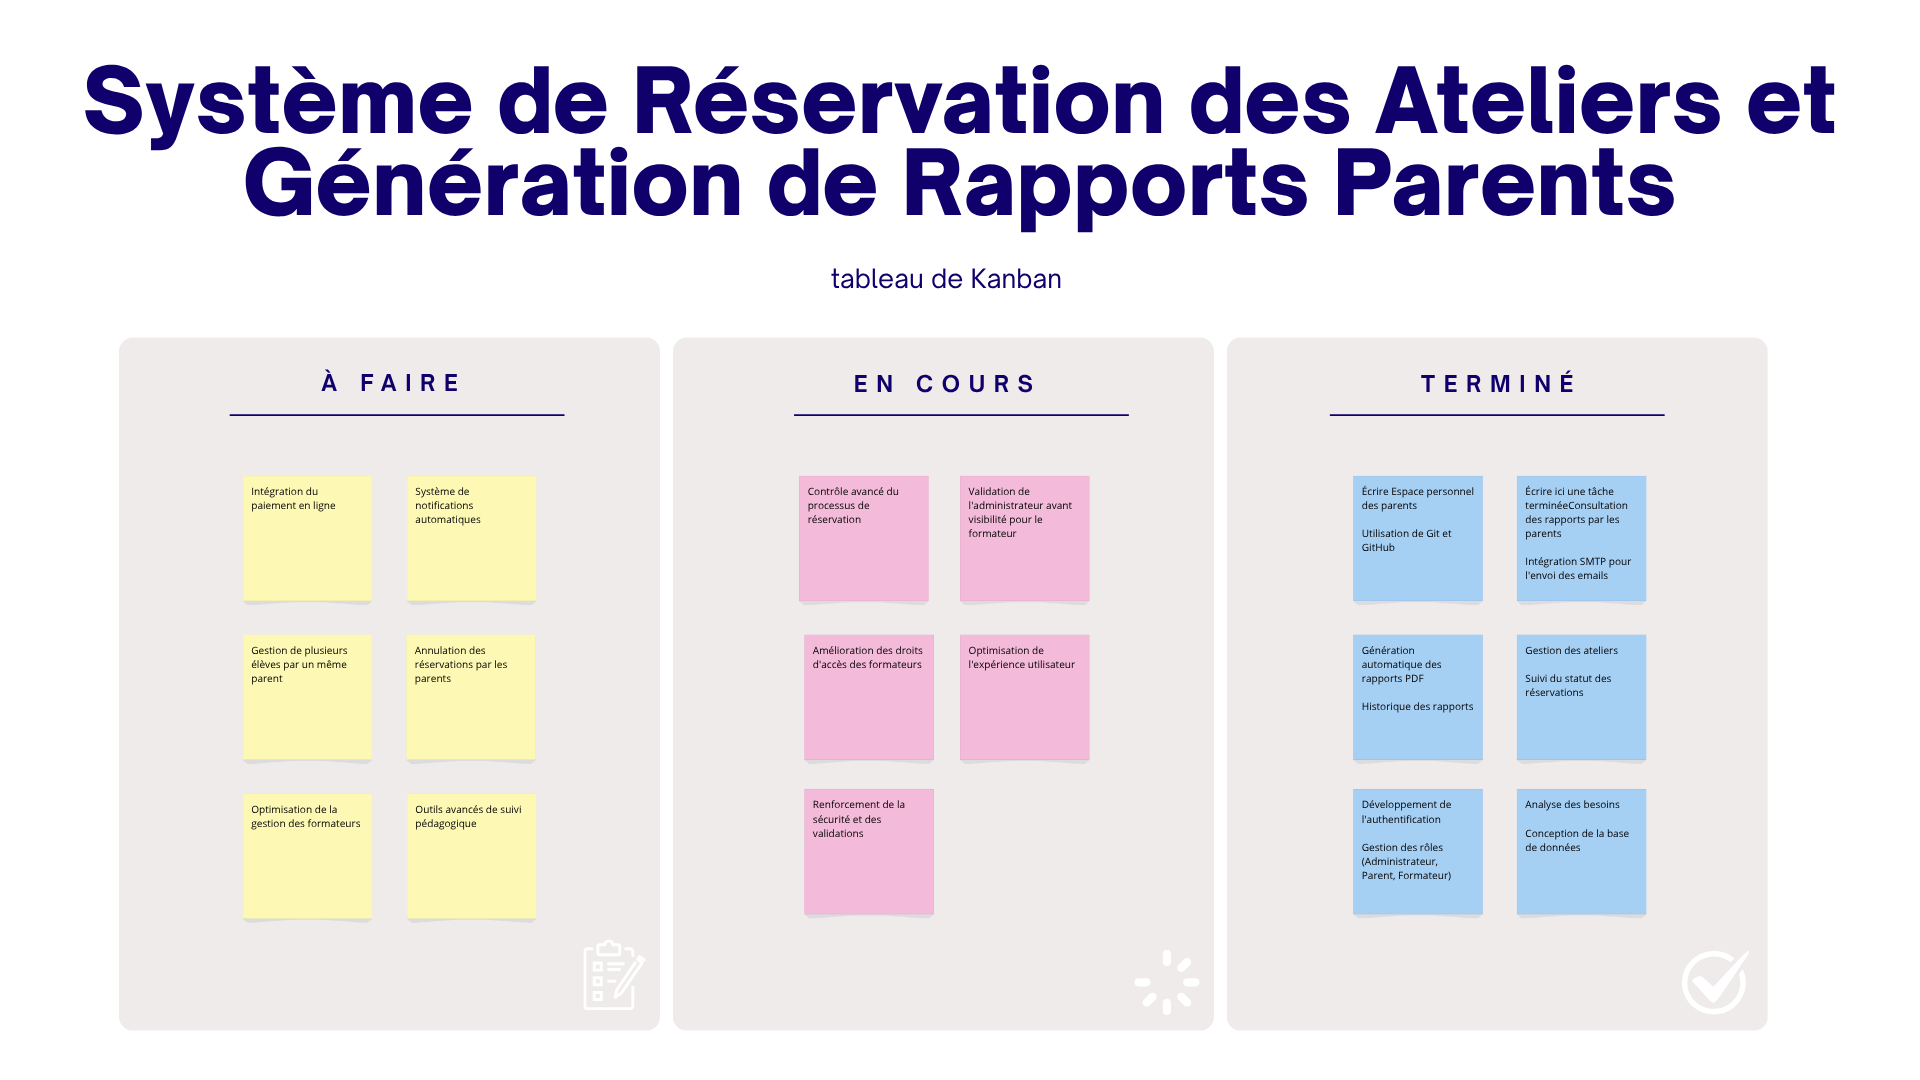 Système de Réservation des Ateliers et
Génération de Rapports Parents
tableau de Kanban
À FAIRE
Intégration du
paiement en ligne
Système de
notifications
automatiques
Gestion de plusieurs
élèves par un même
parent
Annulation des
réservations par les
parents
Optimisation de la
gestion des formateurs
Outils avancés de suivi
pédagogique
EN COURS
Contrôle avancé du
processus de
réservation
Validation de
l'administrateur avant
visibilité pour le
formateur
Amélioration des droits
d'accès des formateurs
Optimisation de
l'expérience utilisateur
Renforcement de la
sécurité et des
validations
TERMINÉ
Écrire Espace personnel
des parents
Utilisation de Git et
GitHub
Écrire ici une tâche
terminéeConsultation
des rapports par les
parents
Intégration SMTP pour
l'envoi des emails
Génération
automatique des
rapports PDF
Historique des rapports
Gestion des ateliers
Suivi du statut des
réservations
Développement de
l'authentification
Gestion des rôles
(Administrateur,
Parent, Formateur)
Analyse des besoins
Conception de la base
de données